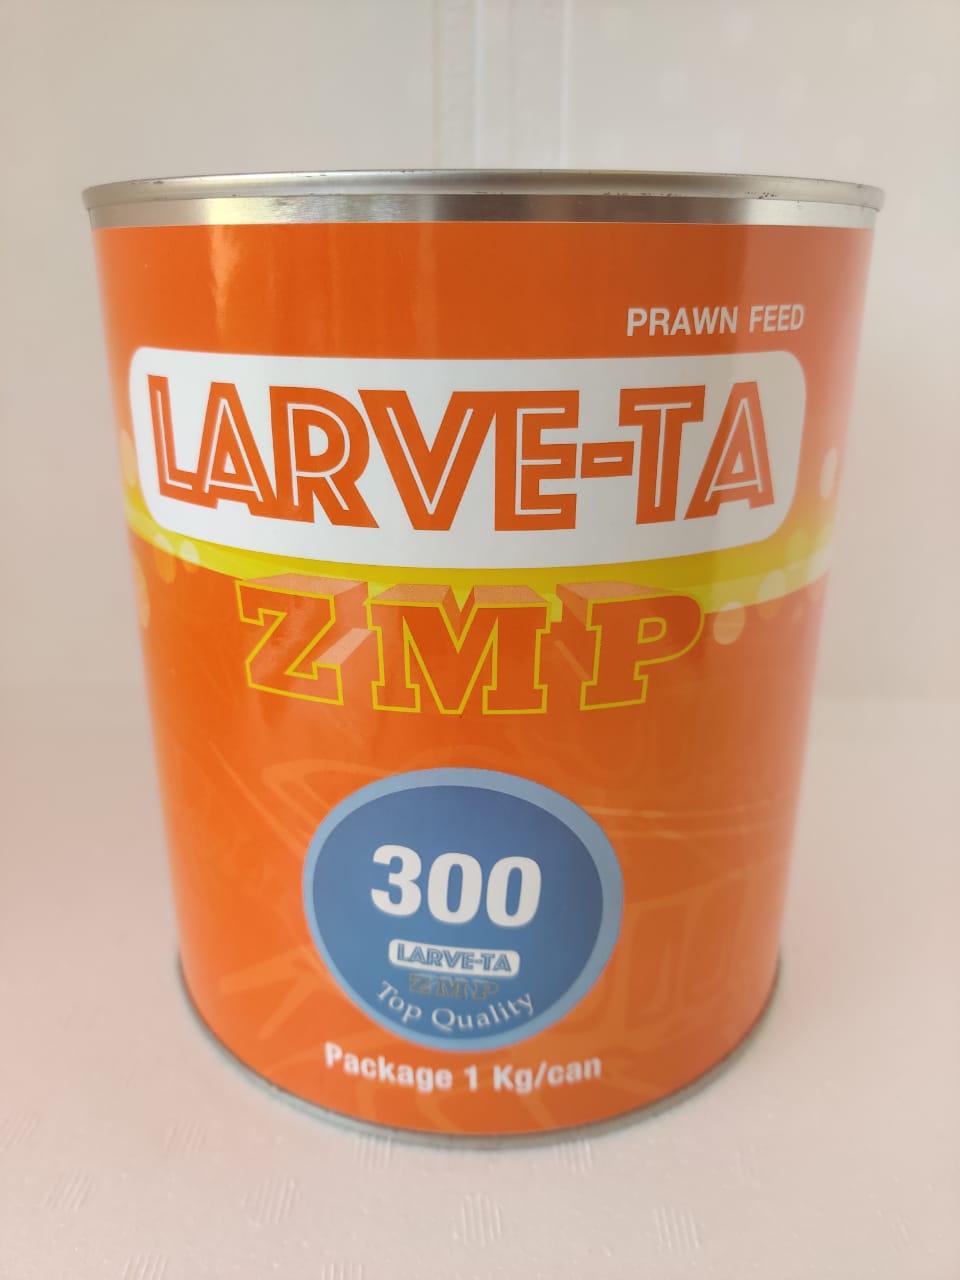 PRAWN FEED
LARVE-TA
ZMP
300
LARVE-TA
ZMP
Top Quality
Package 1 Kg/can